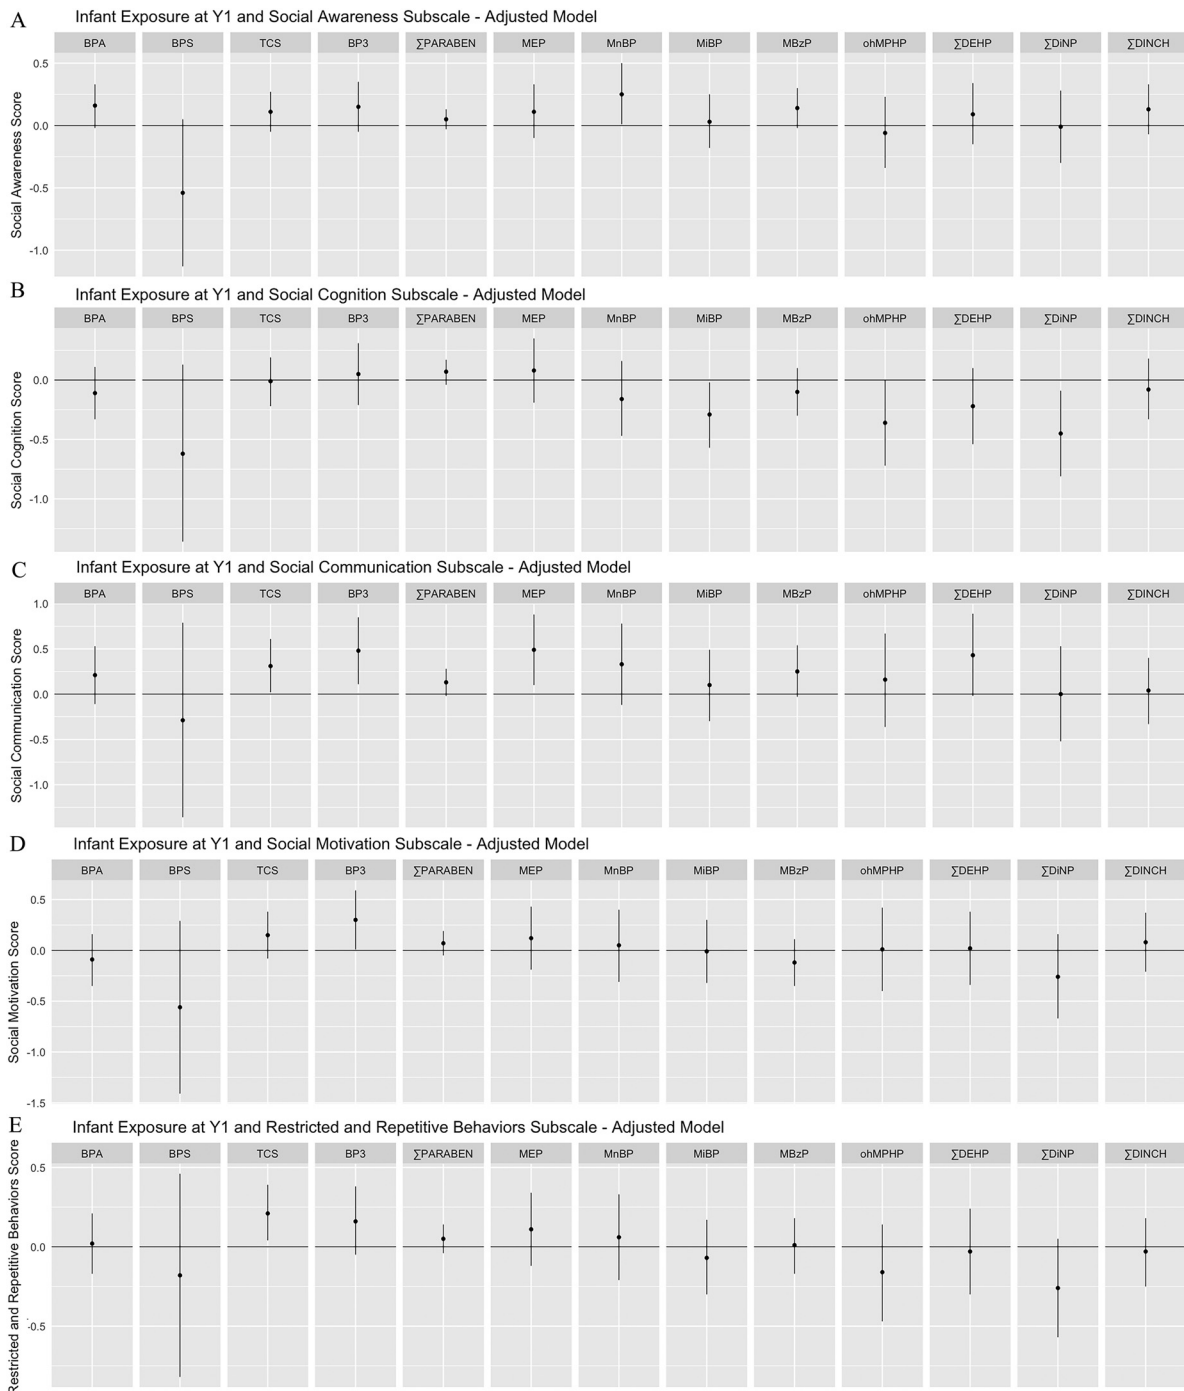 A
Infant Exposure at Y1 and Social Awareness Subscale - Adjusted Model
BPA BPS TCS BP3 ∑PARABEN MEP MnBP MiBP MBzP ohMPHP ∑DEHP ∑DiNP ∑DINCH
Social Awareness Score
0.5
0.0
-0.5
-1.0
B
Infant Exposure at Y1 and Social Cognition Subscale - Adjusted Model
BPA BPS TCS BP3 ∑PARABEN MEP MnBP MiBP MBzP ohMPHP ∑DEHP ∑DiNP ∑DINCH
Social Cognition Score
0.0
-0.5
-1.0
C
Infant Exposure at Y1 and Social Communication Subscale - Adjusted Model
BPA BPS TCS BP3 ∑PARABEN MEP MnBP MiBP MBzP ohMPHP ∑DEHP ∑DiNP ∑DINCH
Social Communication Score
1.0
0.5
0.0
-0.5
-1.0
D
Infant Exposure at Y1 and Social Motivation Subscale - Adjusted Model
BPA BPS TCS BP3 ∑PARABEN MEP MnBP MiBP MBzP ohMPHP ∑DEHP ∑DiNP ∑DINCH
Social Motivation Score
0.5
0.0
-0.5
-1.0
-1.5
E
Infant Exposure at Y1 and Restricted and Repetitive Behaviors Subscale - Adjusted Model
BPA BPS TCS BP3 ∑PARABEN MEP MnBP MiBP MBzP ohMPHP ∑DEHP ∑DiNP ∑DINCH
Restricted and Repetitive Behaviors Score
0.5
0.0
-0.5